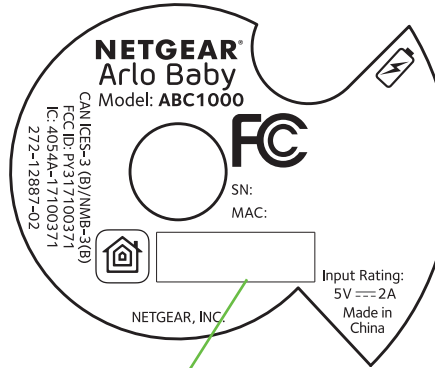 NETGEAR®
Arlo Baby
Model: ABC1000
CAN ICES-3 (B)/NMB-3(B)
FCC ID: PY317100371
IC: 4054A-17100371
272-12887-02
FC
SN:
MAC:
Input Rating:
5V ⎓ 2A
Made in
China
NETGEAR, INC.